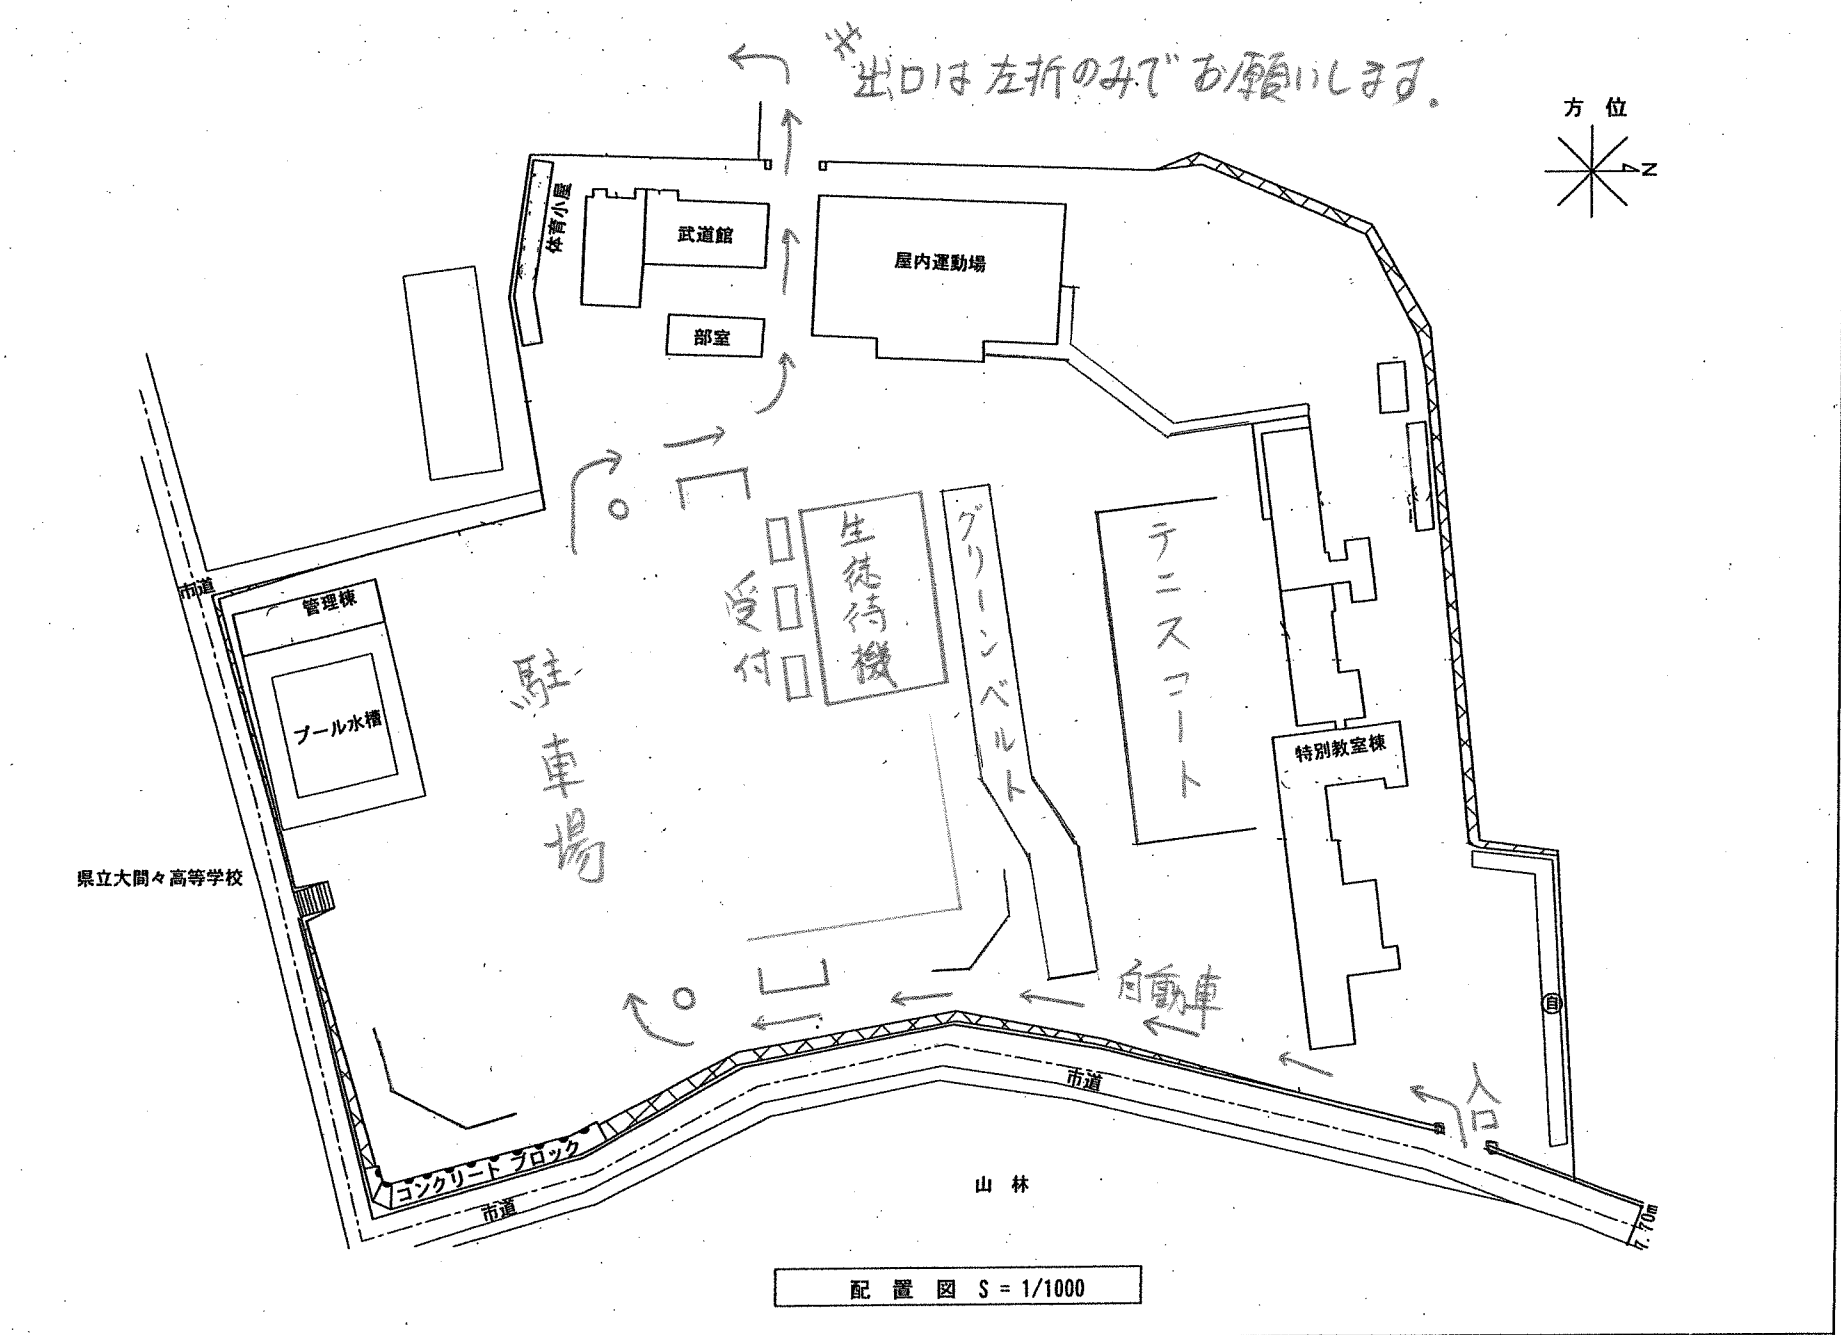 ※出口は左折のみでお願いします.
方位
N
体育小屋
武道館
屋内運動場
部室
市道
管理棟
プール水槽
県立大間々高等学校
駐車場
受付
生徒待機
グリーンベルト
テニスコート
特別教室棟
自動車
入口
自
市道
コンクリートブロック
市道
山林
7.70m
配置図 S = 1/1000